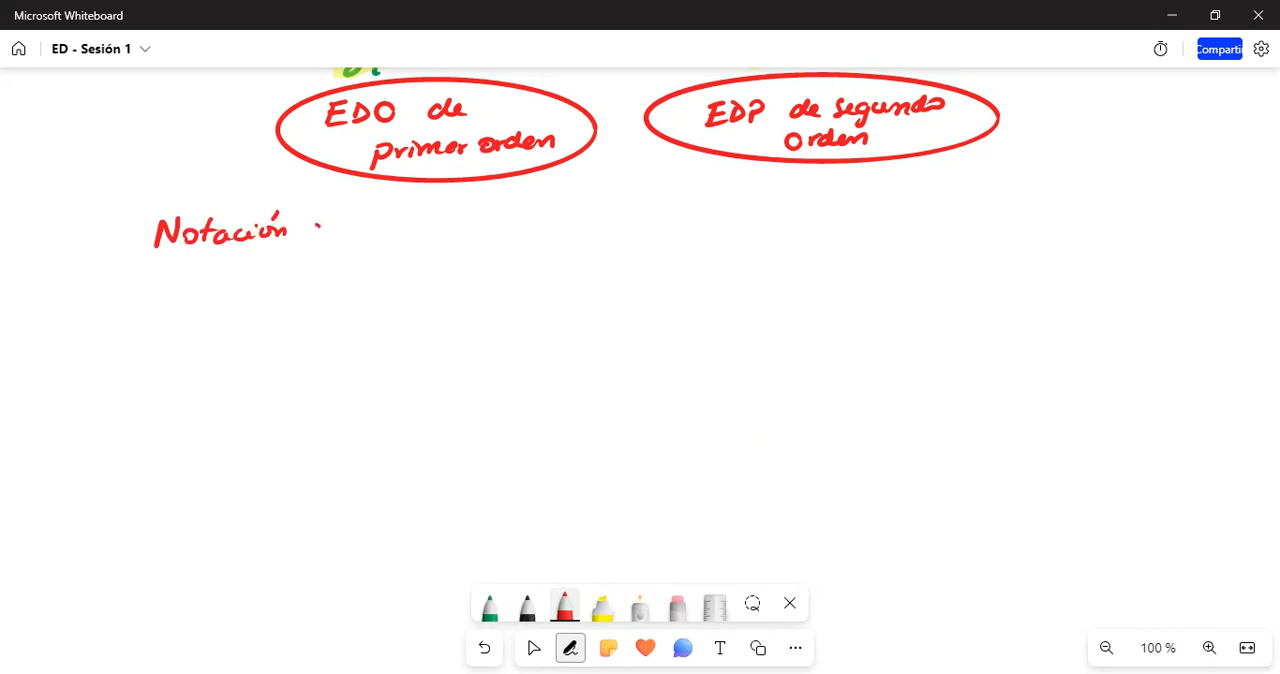 Microsoft Whiteboard
ED - Sesión 1
Comparti
EDO de
primer orden
EDP de segundo
orden
Notación
100 %